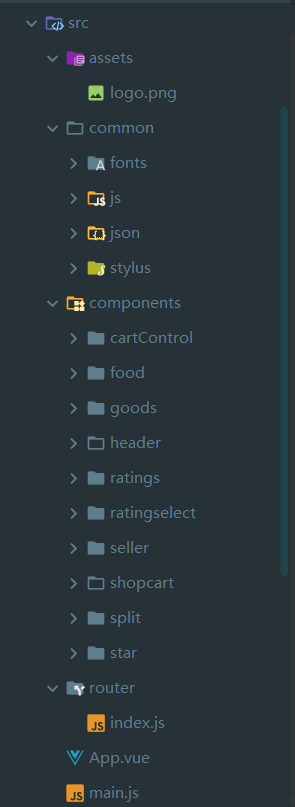 src
assets
logo.png
common
fonts
js
json
stylus
components
cartControl
food
goods
header
ratings
ratingselect
seller
shopcart
split
star
router
index.js
App.vue
main.js